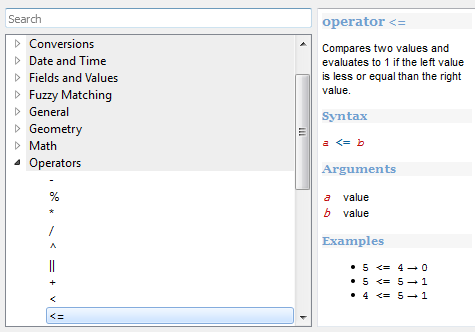 Search
Conversions
Date and Time
Fields and Values
Fuzzy Matching
General
Geometry
Math
Operators
-
%
*
/
^
||
+
<
<=
operator <=
Compares two values and
evaluates to 1 if the left value
is less or equal than the right
value.
Syntax
a <= b
Arguments
a value
b value
Examples
• 5 <= 4 → 0
• 5 <= 5 → 1
• 4 <= 5 → 1